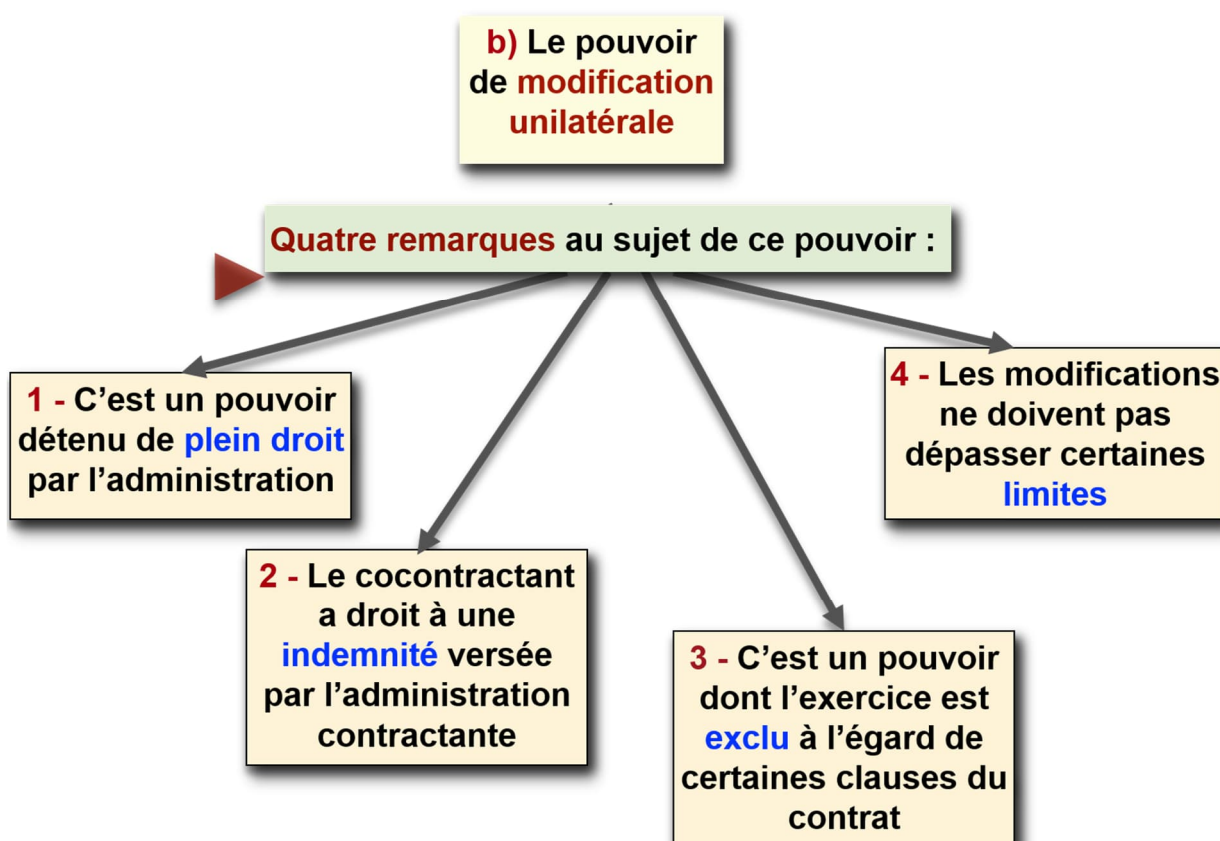 b) Le pouvoir
de modification
unilatérale
Quatre remarques au sujet de ce pouvoir :
1 - C’est un pouvoir
détenu de plein droit
par l’administration
2 - Le cocontractant
a droit à une
indemnité versée
par l’administration
contractante
3 - C’est un pouvoir
dont l’exercice est
exclu à l’égard de
certaines clauses du
contrat
4 - Les modifications
ne doivent pas
dépasser certaines
limites